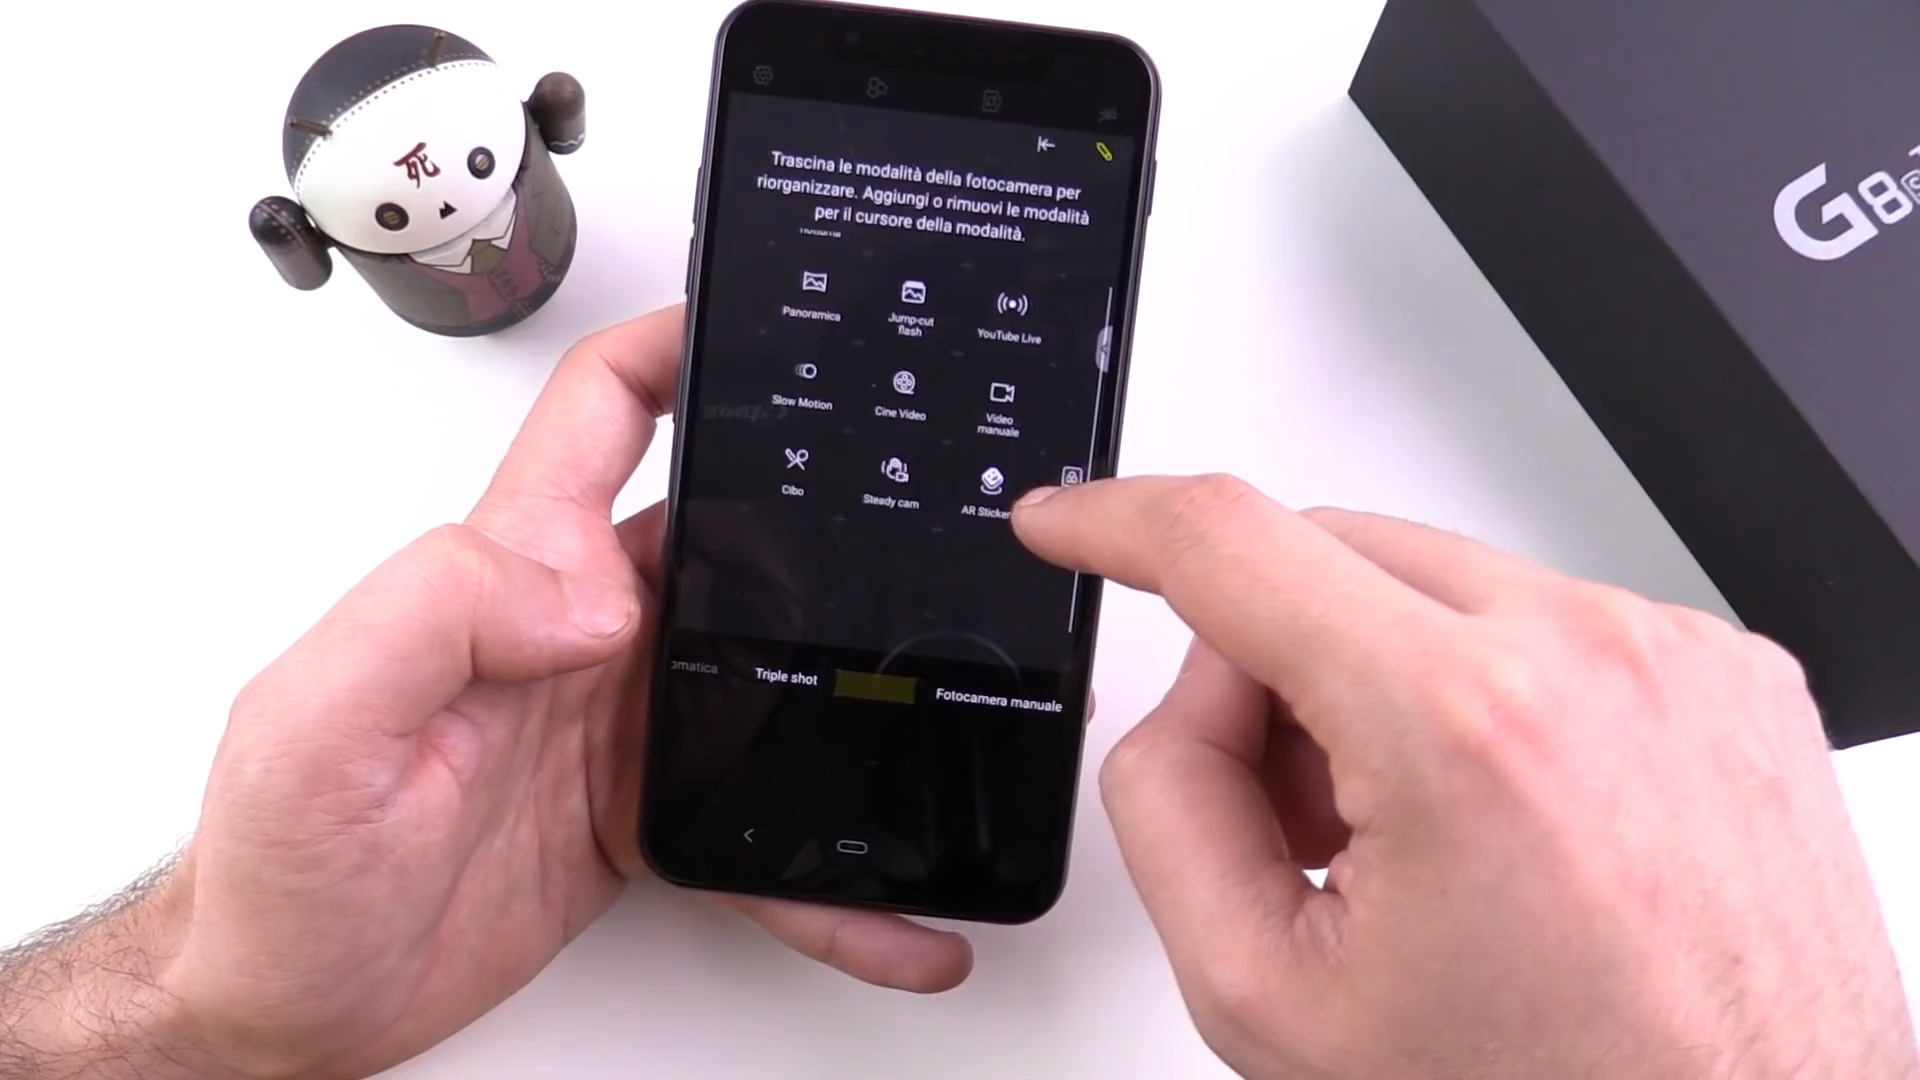 死
G8s
Trascina le modalità della fotocamera per
riorganizzare. Aggiungi o rimuovi le modalità
per il cursore della modalità.
Panoramica
Jump-cut
flash
YouTube Live
Slow Motion
Cine Video
Video
manuale
Cibo
Steady cam
AR Sticker
omatica
Triple shot
Fotocamera manuale